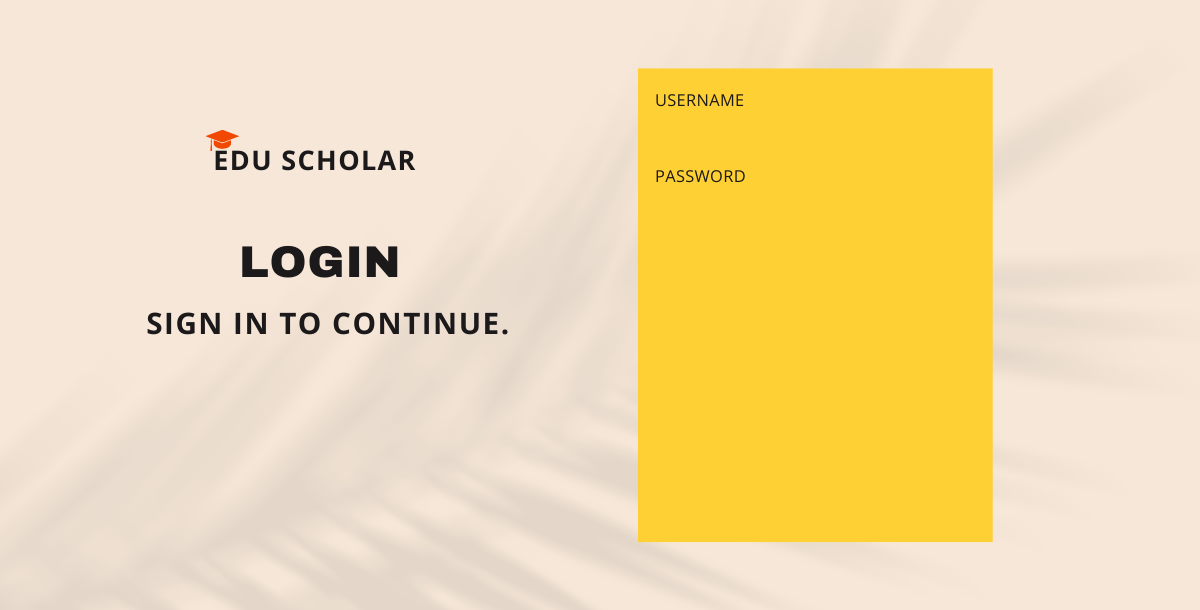 EDU SCHOLAR
LOGIN
SIGN IN TO CONTINUE.
USERNAME
PASSWORD